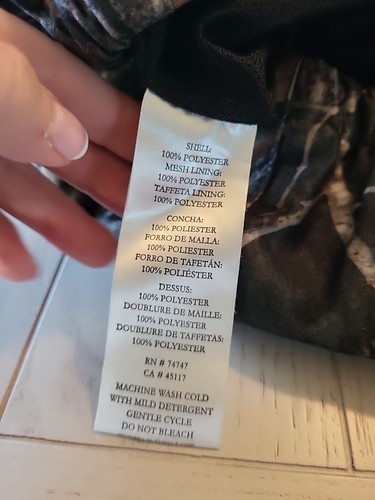 SHELL:
100% POLYESTER
MESH LINING:
100% POLYESTER
TAFFETA LINING:
100% POLYESTER
CONCHA:
100% POLIESTER
FORRO DE MALLA:
100% POLIESTER
FORRO DE TAFETÁN:
100% POLIÉSTER
DESSUS:
100% POLYESTER
DOUBLURE DE MAILLE:
100% POLYESTER
DOUBLURE DE TAFFETAS:
100% POLYESTER
RN # 74747
CA # 45117
MACHINE WASH COLD
WITH MILD DETERGENT
GENTLE CYCLE
DO NOT BLEACH